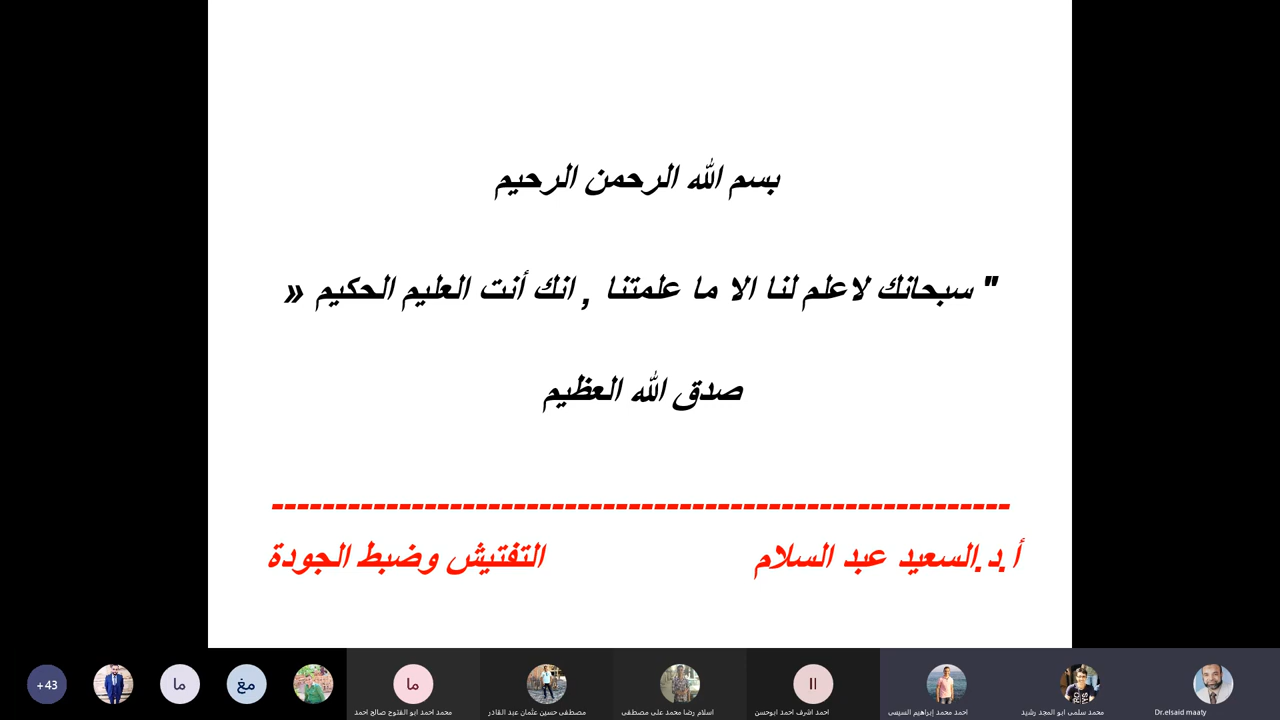 بسم الله الرحمن الرحيم
" سبحانك لاعلم لنا الا ما علمتنا , انك أنت العليم الحكيم «
صدق الله العظيم
------------------------------------------------------------
أ.د.السعيد عبد السلام التفتيش وضبط الجودة
+43
ما
مغ
ما
محمد احمد ابو الفتوح صالح احمد
مصطفى حسين عثمان عبد القادر
اسلام رضا محمد على مصطفى
اا
احمد اشرف احمد ابوحسن
احمد محمد إبراهيم السيسى
محمد سلمى ابو المجد رشيد
Dr.elsaid maaty